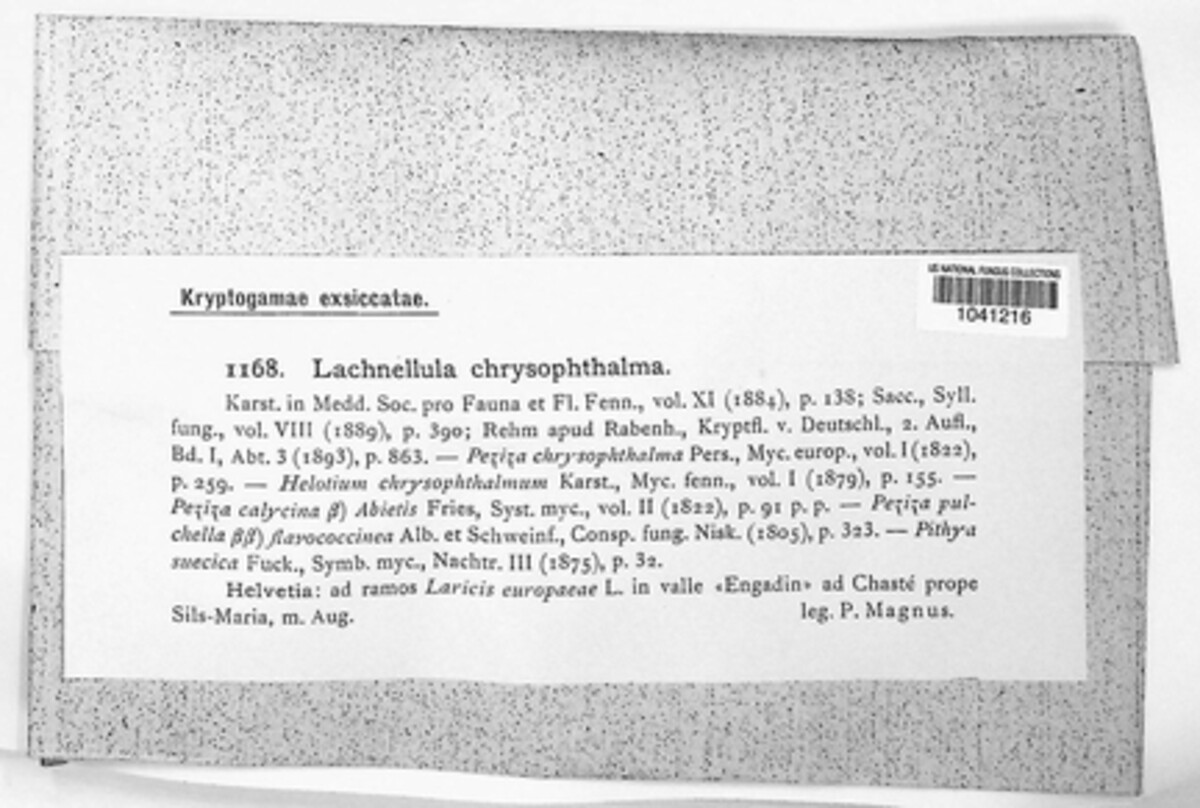 Kryptogamae exsiccatae.
US NATIONAL FUNGUS COLLECTIONS
1041216
1168. Lachnellula chrysophthalma.
Karst. in Medd. Soc. pro Fauna et Fl. Fenn., vol. XI (1884), p. 138; Sacc., Syll.
fung., vol. VIII (1889), p. 390; Rehm apud Rabenh., Kryptfl. v. Deutschl., 2. Aufl.,
Bd. I, Abt. 3 (1893), p. 863. — Peziza chrysophthalma Pers., Myc. europ., vol. I (1822),
p. 259. — Helotium chrysophthalmum Karst., Myc. fenn., vol. I (1879), p. 155. —
Peziza calycina β) Abietis Fries, Syst. myc., vol. II (1822), p. 91 p. p. — Peziza pul-
chella ββ) flavococcinea Alb. et Schweinf., Consp. fung. Nisk. (1805), p. 323. — Pithya
suecica Fuck., Symb. myc., Nachtr. III (1875), p. 32.
Helvetia: ad ramos Laricis europaeae L. in valle «Engadin» ad Chasté prope
Sils-Maria, m. Aug. leg. P. Magnus.